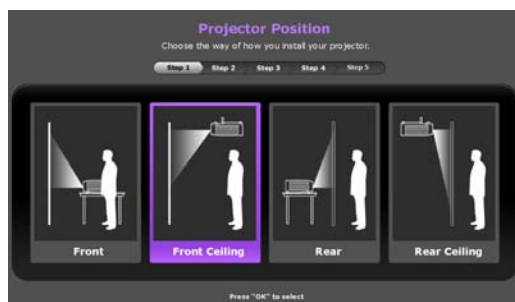 Projector Position
Choose the way of how you install your projector.
Step 1 Step 2 Step 3 Step 4 Step 5
Front Front Ceiling Rear Rear Ceiling
Press "OK" to select